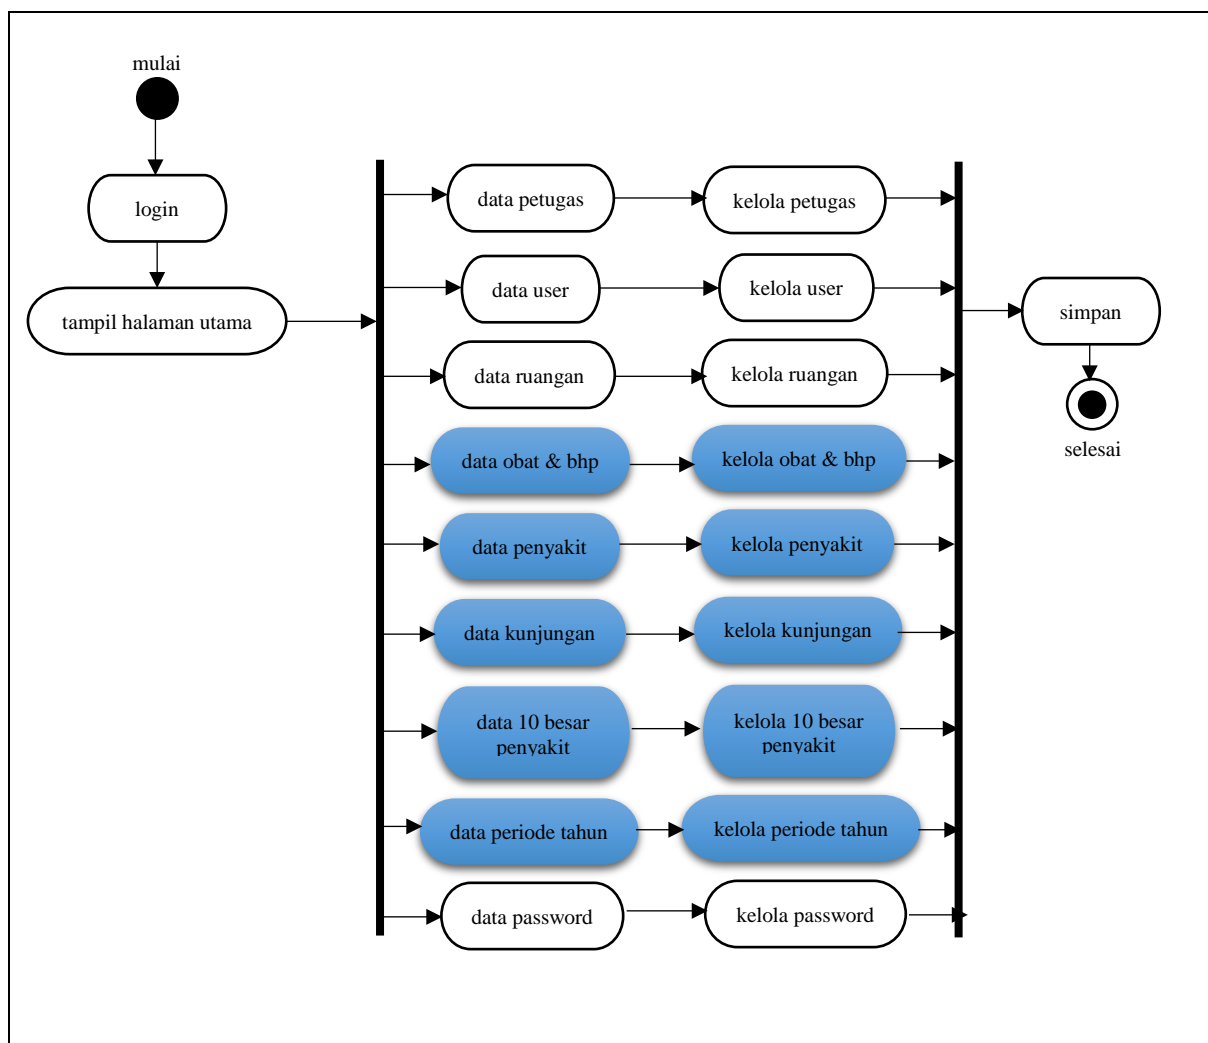 mulai
login
tampil halaman utama
data petugas
kelola petugas
data user
kelola user
data ruangan
kelola ruangan
data obat & bhp
kelola obat & bhp
data penyakit
kelola penyakit
data kunjungan
kelola kunjungan
data 10 besar
penyakit
kelola 10 besar
penyakit
data periode tahun
kelola periode tahun
data password
kelola password
simpan
selesai